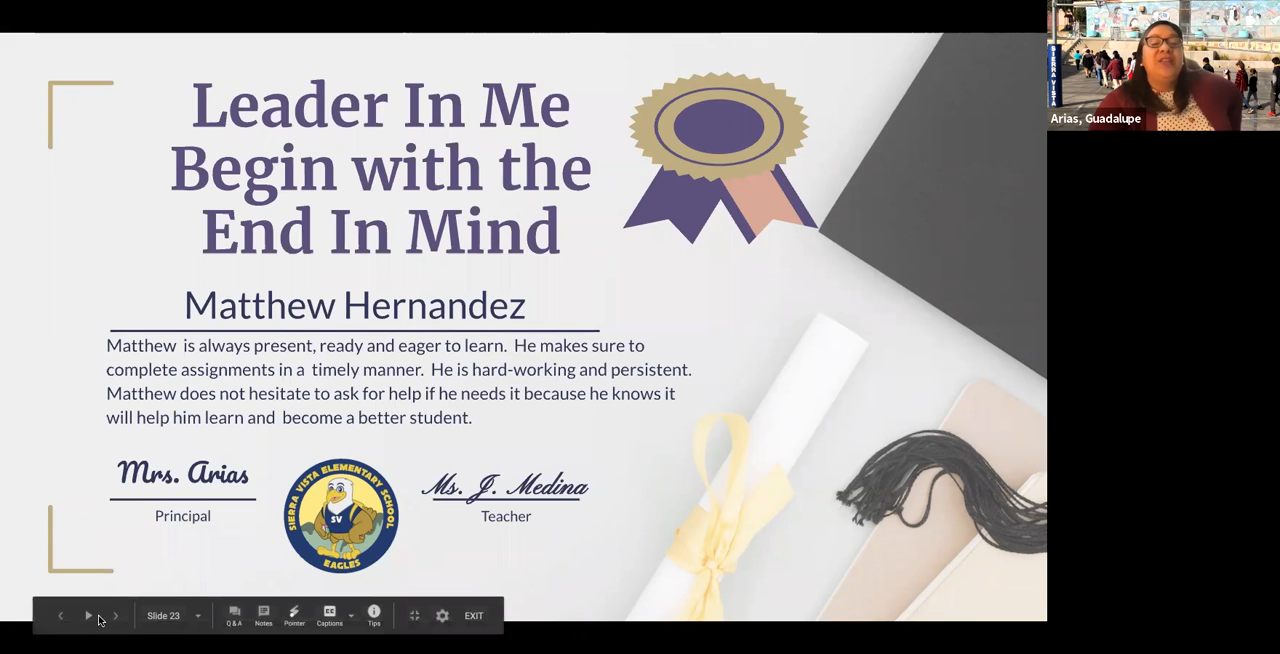 Leader In Me
Begin with the
End In Mind
Matthew Hernandez
Matthew is always present, ready and eager to learn. He makes sure to
complete assignments in a timely manner. He is hard-working and persistent.
Matthew does not hesitate to ask for help if he needs it because he knows it
will help him learn and become a better student.
Mrs. Arias
Principal
SIERRA VISTA ELEMENTARY SCHOOL
SV
EAGLES
Ms. J. Medina
Teacher
Slide 23
Q & A
Notes
Pointer
CC
Captions
Tips
EXIT
SIERRA VISTA
Arias, Guadalupe